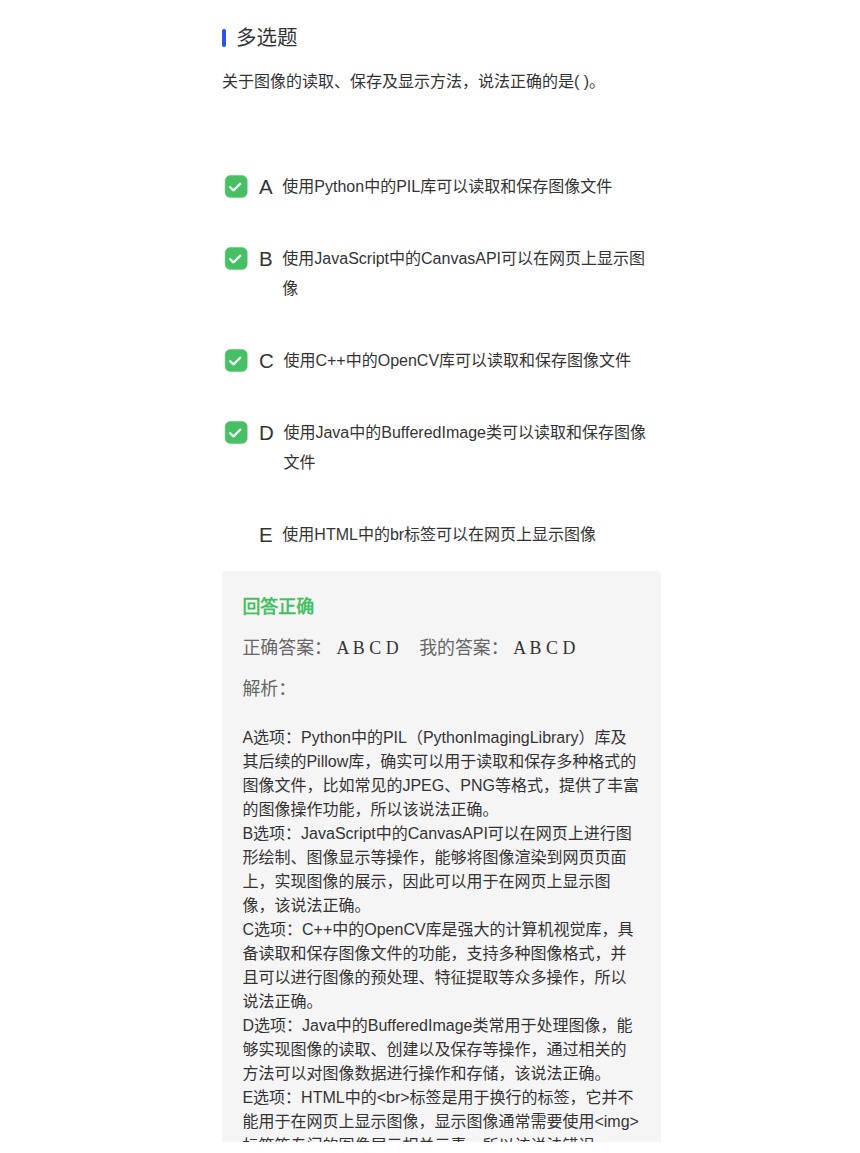 多选题
关于图像的读取、保存及显示方法，说法正确的是( )。
A 使用Python中的PIL库可以读取和保存图像文件
B 使用JavaScript中的CanvasAPI可以在网页上显示图
像
C 使用C++中的OpenCV库可以读取和保存图像文件
D 使用Java中的BufferedImage类可以读取和保存图像
文件
E 使用HTML中的br标签可以在网页上显示图像
回答正确
正确答案： A B C D 我的答案： A B C D
解析：
A选项：Python中的PIL（PythonImagingLibrary）库及
其后续的Pillow库，确实可以用于读取和保存多种格式的
图像文件，比如常见的JPEG、PNG等格式，提供了丰富
的图像操作功能，所以该说法正确。
B选项：JavaScript中的CanvasAPI可以在网页上进行图
形绘制、图像显示等操作，能够将图像渲染到网页页面
上，实现图像的展示，因此可以用于在网页上显示图
像，该说法正确。
C选项：C++中的OpenCV库是强大的计算机视觉库，具
备读取和保存图像文件的功能，支持多种图像格式，并
且可以进行图像的预处理、特征提取等众多操作，所以
说法正确。
D选项：Java中的BufferedImage类常用于处理图像，能
够实现图像的读取、创建以及保存等操作，通过相关的
方法可以对图像数据进行操作和存储，该说法正确。
E选项：HTML中的<br>标签是用于换行的标签，它并不
能用于在网页上显示图像，显示图像通常需要使用<img>